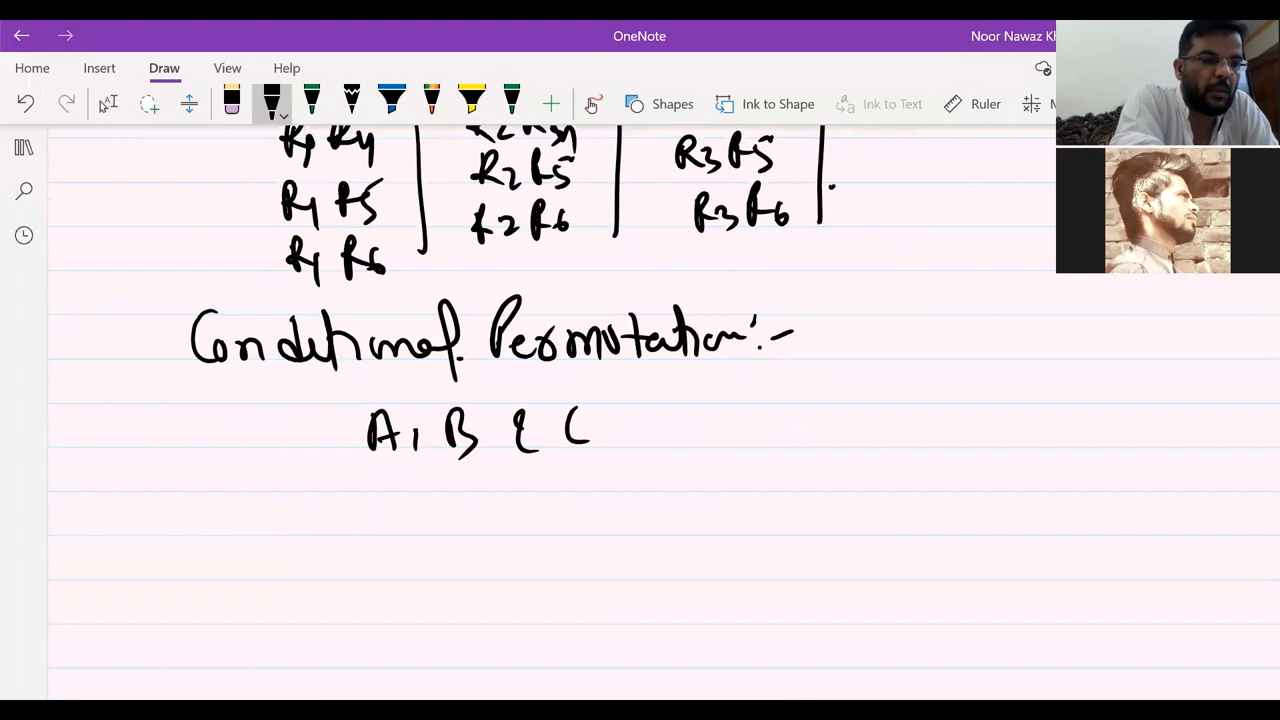 OneNote
Noor Nawaz Kh
Home Insert Draw View Help
Shapes Ink to Shape Ink to Text Ruler M
R1 R4
R2 R5 R3 R5
R1 R5
R2 R6 R3 R6
R1 R6
Conditional Permutation:-
A, B & C